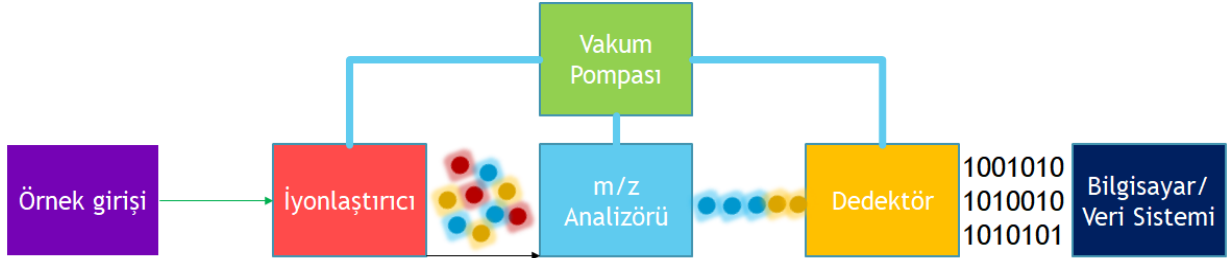 Vakum
Pompası
Örnek girişi
İyonlaştırıcı
m/z
Analizörü
Dedektör
1001010
1010010
1010101
Bilgisayar/
Veri Sistemi